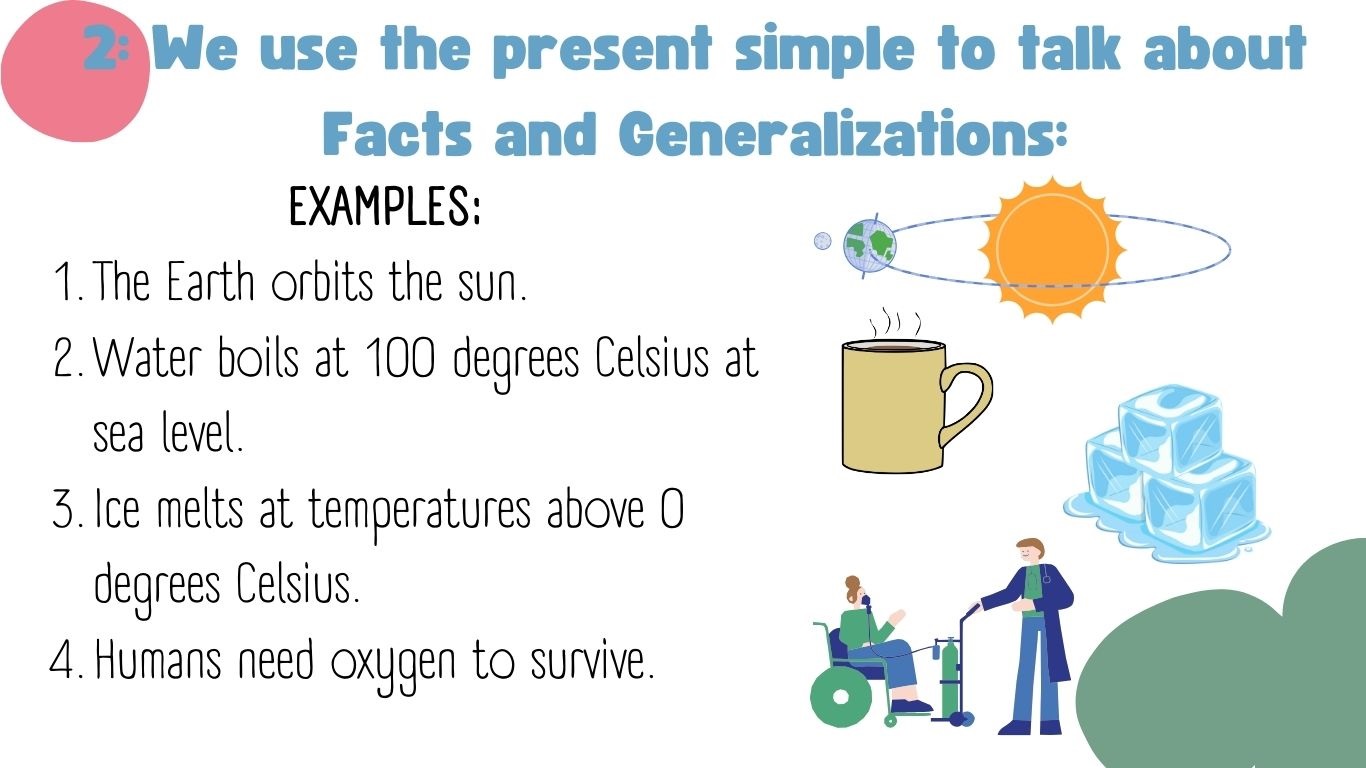 2: We use the present simple to talk about
Facts and Generalizations:
EXAMPLES:
1. The Earth orbits the sun.
2. Water boils at 100 degrees Celsius at
sea level.
3. Ice melts at temperatures above 0
degrees Celsius.
4. Humans need oxygen to survive.